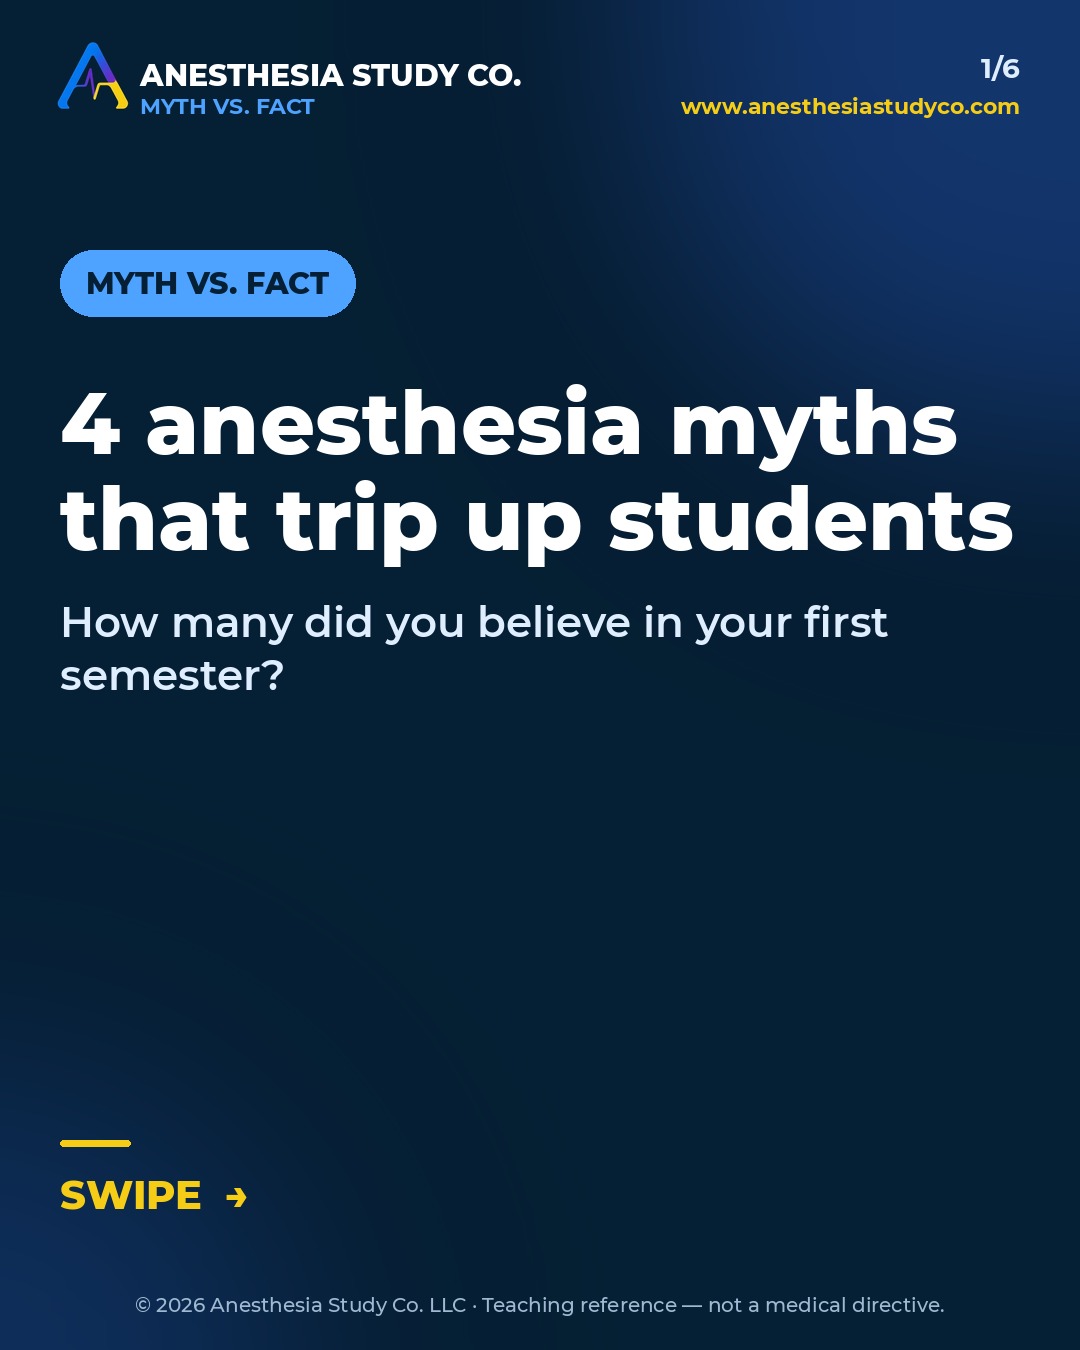 ANESTHESIA STUDY CO.
MYTH VS. FACT
1/6
www.anesthesiastudyco.com
MYTH VS. FACT
4 anesthesia myths
that trip up students
How many did you believe in your first
semester?
SWIPE →
© 2026 Anesthesia Study Co. LLC · Teaching reference — not a medical directive.